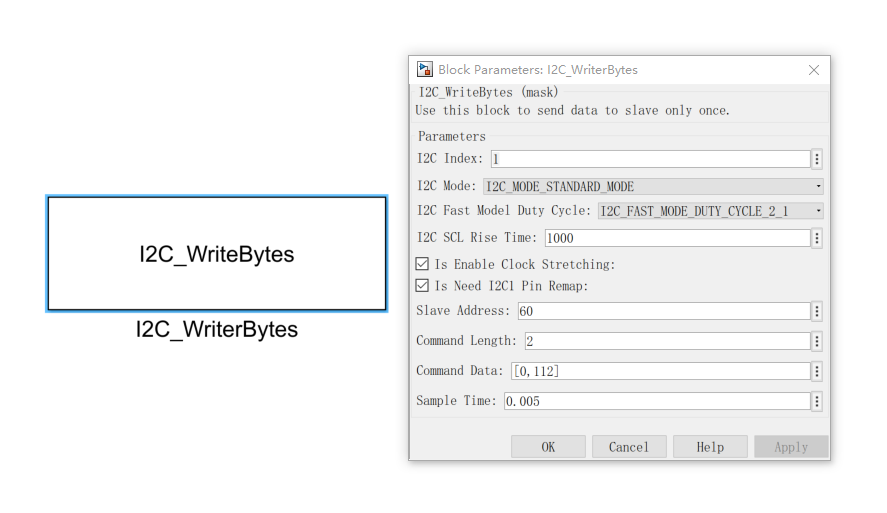 I2C_WriteBytes
I2C_WriterBytes
Block Parameters: I2C_WriterBytes
I2C_WriteBytes (mask)
Use this block to send data to slave only once.
Parameters
I2C Index: 1
I2C Mode: I2C_MODE_STANDARD_MODE
I2C Fast Model Duty Cycle: I2C_FAST_MODE_DUTY_CYCLE_2_1
I2C SCL Rise Time: 1000
Is Enable Clock Stretching:
Is Need I2C1 Pin Remap:
Slave Address: 60
Command Length: 2
Command Data: [0,112]
Sample Time: 0.005
OK Cancel Help Apply